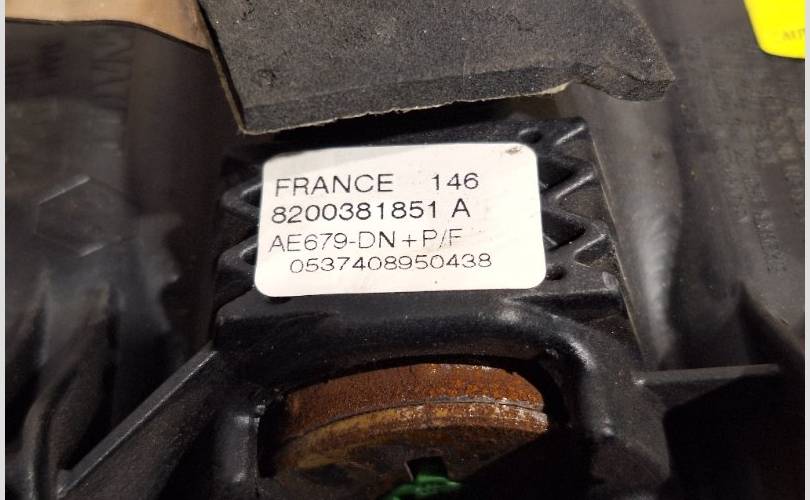 FRANCE 146
8200381851 A
AE679-DN+P/F
0537408950438